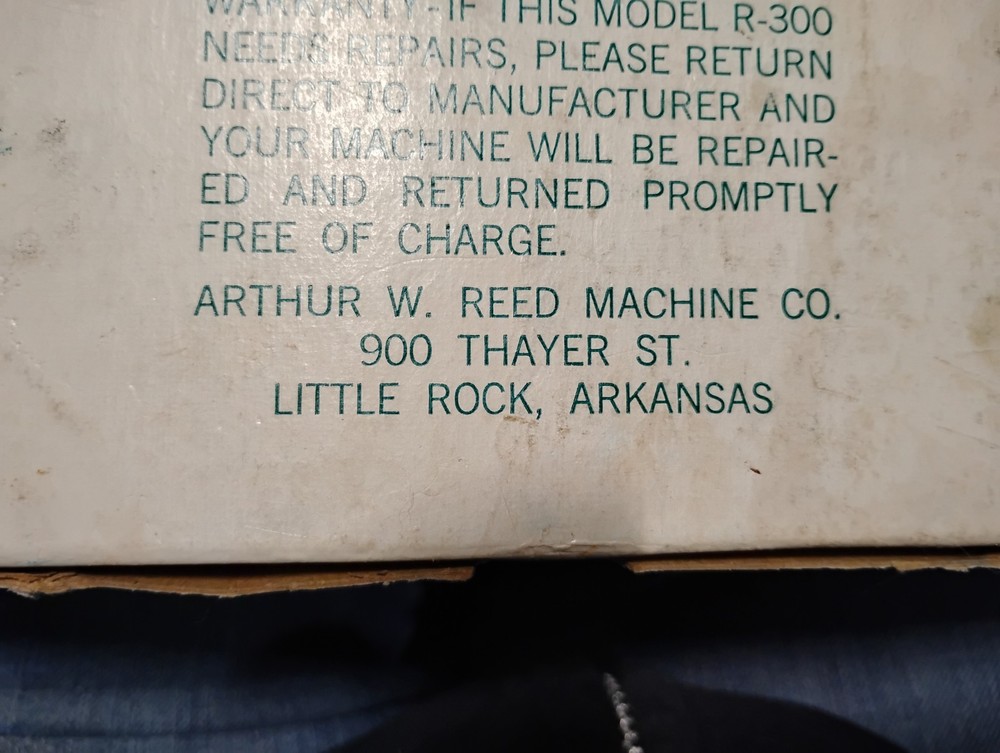 WARRANTY-IF THIS MODEL R-300
NEEDS REPAIRS, PLEASE RETURN
DIRECT TO MANUFACTURER AND
YOUR MACHINE WILL BE REPAIR-
ED AND RETURNED PROMPTLY
FREE OF CHARGE.
ARTHUR W. REED MACHINE CO.
900 THAYER ST.
LITTLE ROCK, ARKANSAS